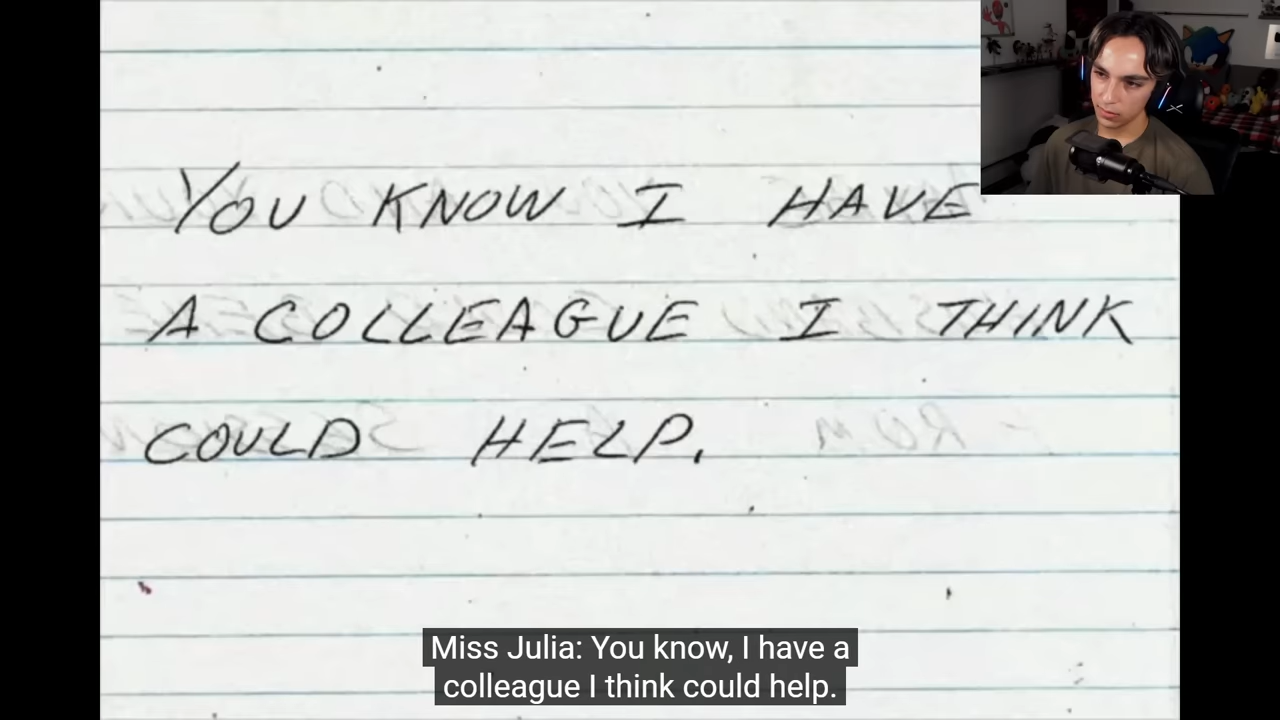 YOU KNOW I HAVE
A COLLEAGUE I THINK
COULD HELP.
Miss Julia: You know, I have a
colleague I think could help.